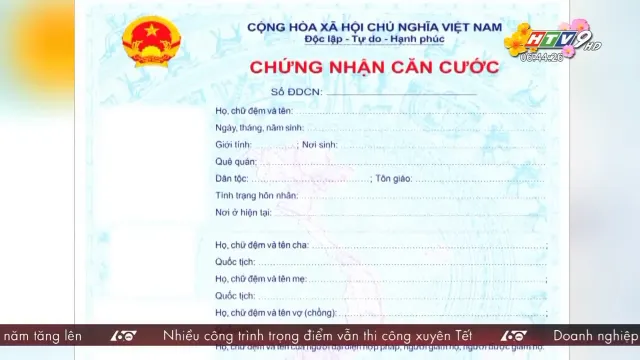 CỘNG HÒA XÃ HỘI CHỦ NGHĨA VIỆT NAM
Độc lập - Tự do - Hạnh phúc
CHỨNG NHẬN CĂN CƯỚC
Số ĐDCN:
HTV9 HD
06:44:26
Họ, chữ đệm và tên:
Ngày, tháng, năm sinh:
Giới tính: ; Nơi sinh:
Quê quán:
Dân tộc: ; Tôn giáo:
Tình trạng hôn nhân:
Nơi ở hiện tại:
Họ, chữ đệm và tên cha:
Quốc tịch:
Họ, chữ đệm và tên mẹ:
Quốc tịch:
Họ, chữ đệm và tên vợ (chồng):
năm tăng lên 60 Nhiều công trình trọng điểm vẫn thi công xuyên Tết 60 Doanh nghiệp